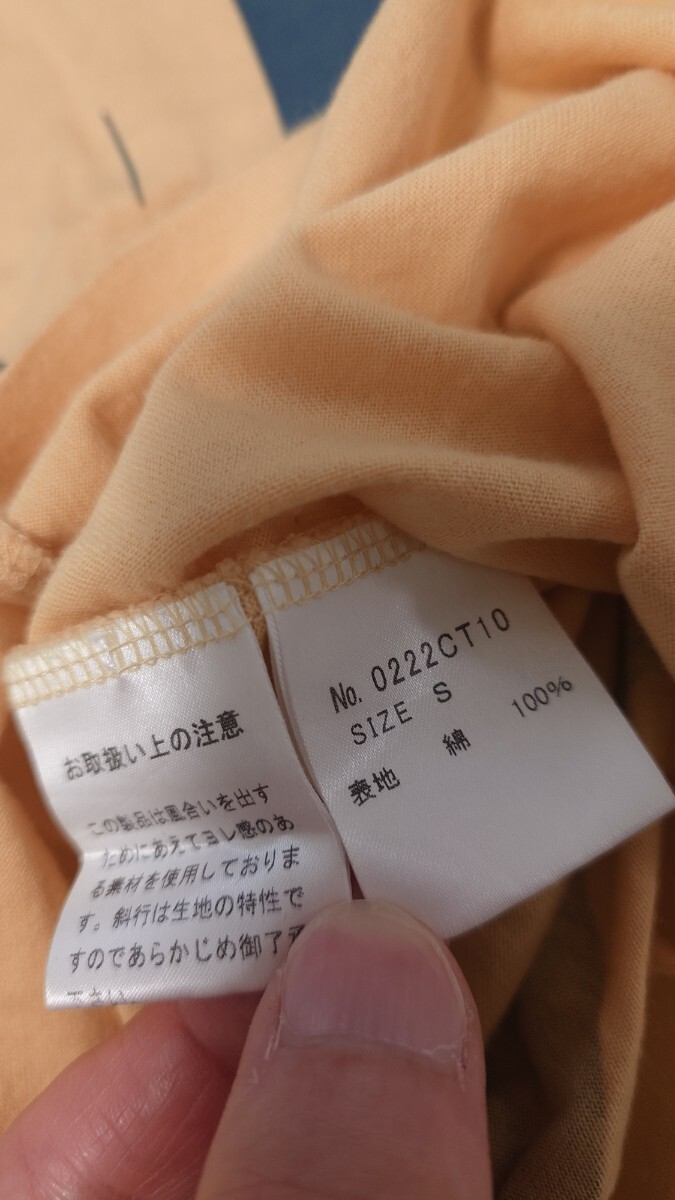 お取扱い上の注意
この製品は風合いを出す
ためにあえてヨレ感のあ
る素材を使用しておりま
す。斜行は生地の特性で
すのであらかじめ御了承
下さい。
No. 0222CT10
SIZE S
表地 綿 100%